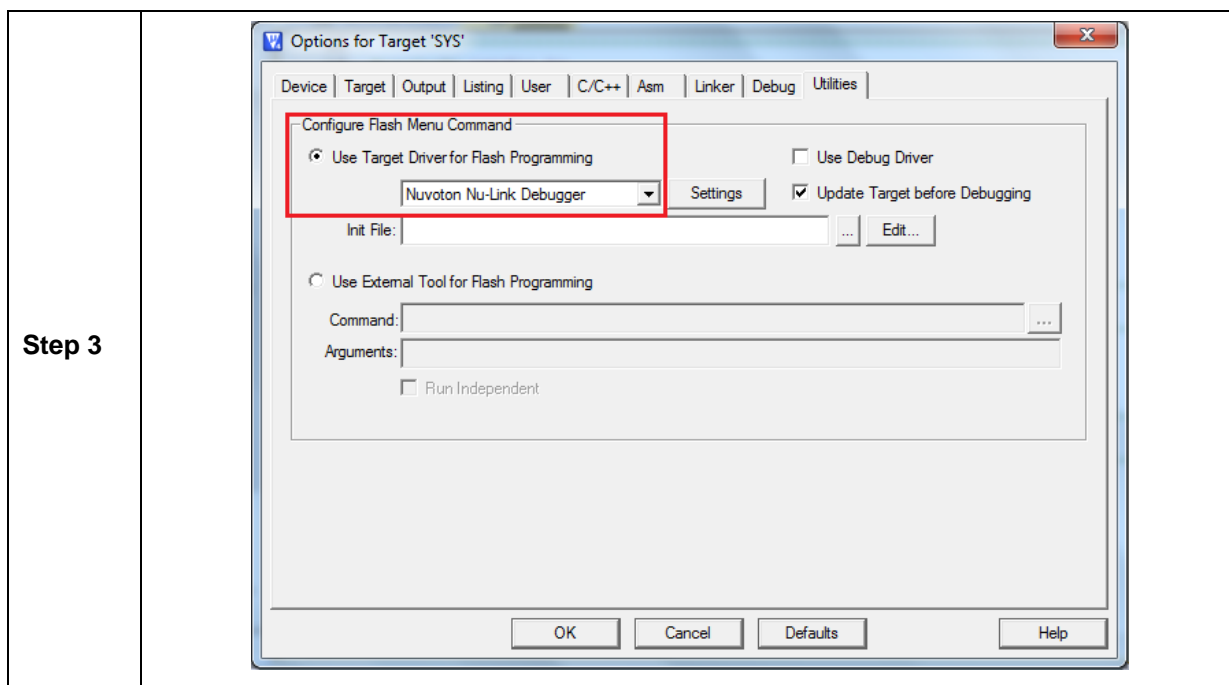 Step 3
Options for Target 'SYS'
Device Target Output Listing User C/C++ Asm Linker Debug Utilities
Configure Flash Menu Command
Use Target Driver for Flash Programming Use Debug Driver
Nuvoton Nu-Link Debugger Settings Update Target before Debugging
Init File: ... Edit...
Use External Tool for Flash Programming
Command: ...
Arguments:
Run Independent
OK Cancel Defaults Help